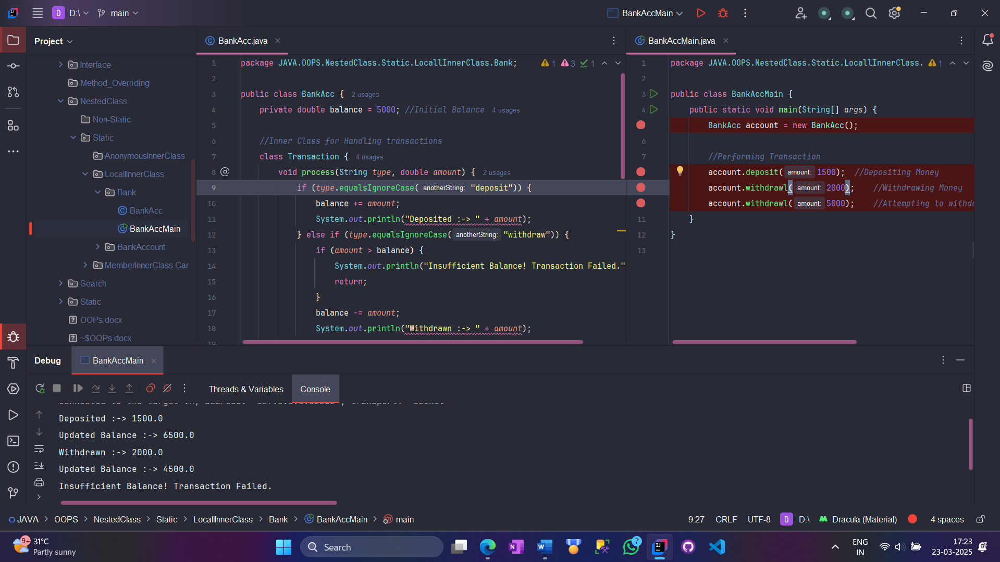 D D:\ main BankAccMain
Project
BankAcc.java
BankAccMain.java
Interface
Method_Overriding
NestedClass
Non-Static
Static
AnonymousInnerClass
LocalInnerClass
Bank
BankAcc
BankAccMain
BankAccount
MemberInnerClass.Car
Search
Static
OOPs.docx
~$OOPs.docx
1 package JAVA.OOPS.NestedClass.Static.LocallInnerClass.Bank; 1 3 1
2
3 public class BankAcc { 2 usages
4 private double balance = 5000; //Initial Balance 4 usages
5
6 //Inner Class for Handling transactions
7 class Transaction { 4 usages
8 @ void process(String type, double amount) { 2 usages
9 if (type.equalsIgnoreCase( anotherString: "deposit")) {
10 balance += amount;
11 System.out.println("Deposited :-> " + amount);
12 } else if (type.equalsIgnoreCase( anotherString: "withdraw")) {
13 if (amount > balance) {
14 System.out.println("Insufficient Balance! Transaction Failed."
15 return;
16 }
17 balance -= amount;
18 System.out.println("Withdrawn :-> " + amount);
19
1 package JAVA.OOPS.NestedClass.Static.LocallInnerClass. 1
2
3 public class BankAccMain {
4 public static void main(String[] args) {
BankAcc account = new BankAcc();
6
7 //Performing Transaction
account.deposit( amount: 1500); //Depositing Money
account.withdrawl( amount: 2000); //Withdrawing Money
account.withdrawl( amount: 5000); //Attempting to
11 }
12 }
13
Debug BankAccMain
Threads & Variables Console
Deposited :-> 1500.0
Updated Balance :-> 6500.0
Withdrawn :-> 2000.0
Updated Balance :-> 4500.0
Insufficient Balance! Transaction Failed.
JAVA > OOPS > NestedClass > Static > LocallInnerClass > Bank > BankAccMain > main
9:27 CRLF UTF-8 D D:\ Dracula (Material) 4 spaces
9+ 31°C
Partly sunny
Search
7
ENG
IN
17:23
23-03-2025